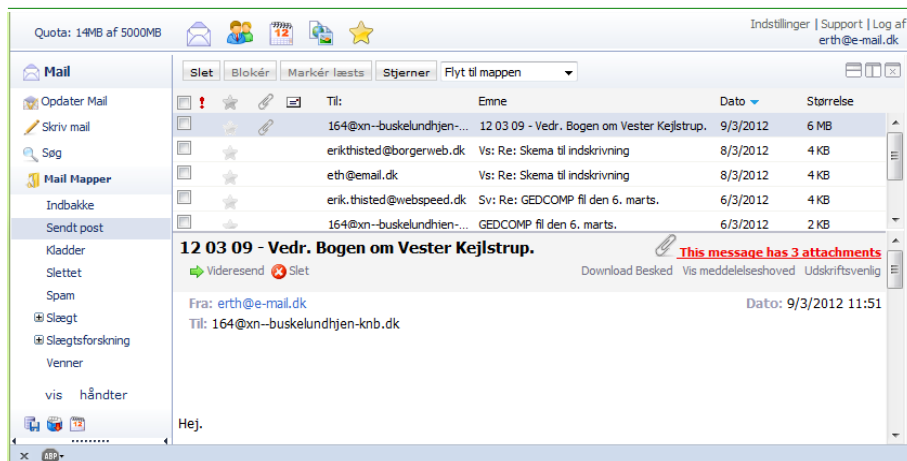 Quota: 14MB af 5000MB
12
Indstillinger | Support | Log af
erth@e-mail.dk
Mail
Opdater Mail
Skriv mail
Søg
Mail Mapper
Indbakke
Sendt post
Kladder
Slettet
Spam
Slægt
Slægtsforskning
Venner
vis håndter
12
Slet Blokér Markér læsts Stjerner Flyt til mappen
Til: Emne Dato Størrelse
164@xn--buskelundhjen-... 12 03 09 - Vedr. Bogen om Vester Kejlstrup. 9/3/2012 6 MB
erikthisted@borgerweb.dk Vs: Re: Skema til indskrivning 8/3/2012 4 KB
eth@email.dk Vs: Re: Skema til indskrivning 8/3/2012 4 KB
erik.thisted@webspeed.dk Sv: Re: GEDCOMP fil den 6. marts. 6/3/2012 4 KB
164@xn--buskelundhjen-... GEDCOMP fil den 6. marts. 6/3/2012 2 KB
12 03 09 - Vedr. Bogen om Vester Kejlstrup.
This message has 3 attachments
Videresend Slet Download Besked Vis meddelelseshoved Udskriftsvenlig
Fra: erth@e-mail.dk Dato: 9/3/2012 11:51
Til: 164@xn--buskelundhjen-knb.dk
Hej.
ABP